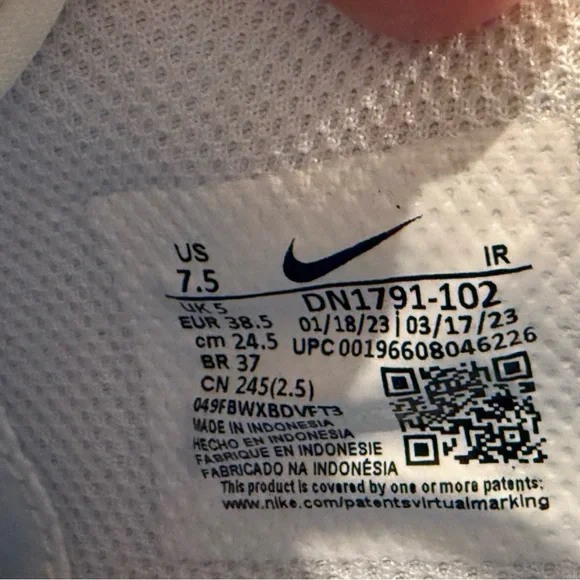 US
IR
7.5
UK 5
DN1791-102
EUR 38.5
01/18/23|03/17/23
cm 24.5
UPC 00196608046226
BR 37
CN 245(2.5)
049FBWXBDVFT3
MADE IN INDONESIA
HECHO EN INDONESIA
FABRIQUE EN INDONESIE
FABRICADO NA INDONÉSIA
This product is covered by one or more patents:
www.nike.com/patentsvirtualmarking